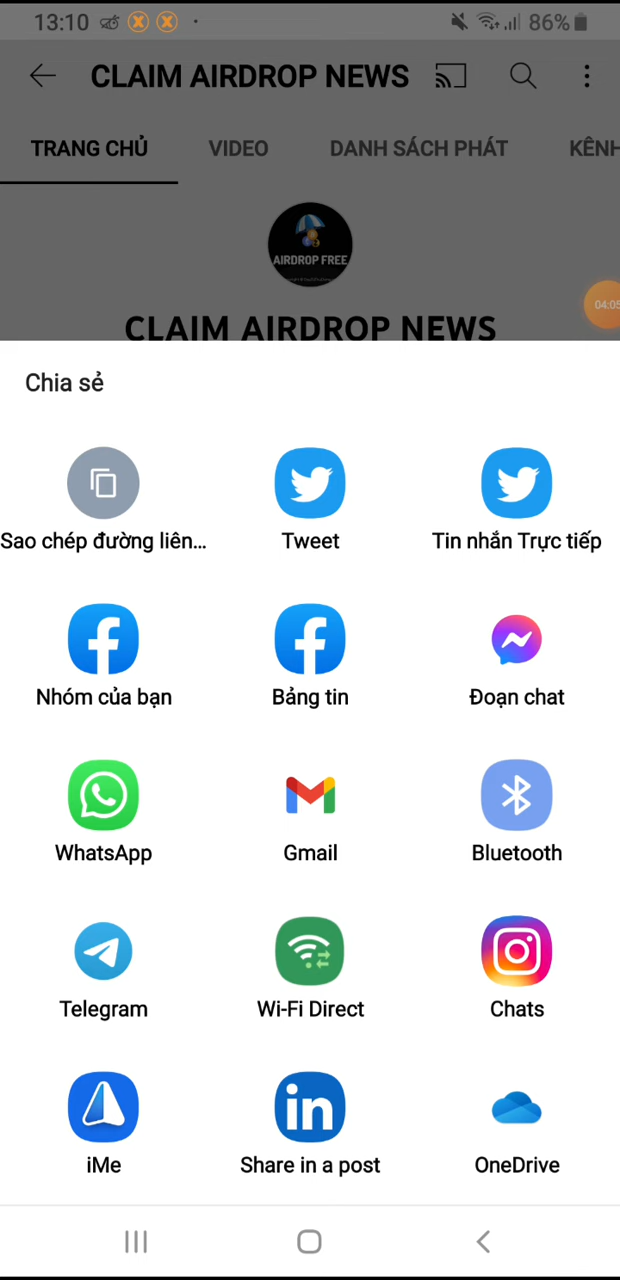 13:10
86%
CLAIM AIRDROP NEWS
TRANG CHỦ VIDEO DANH SÁCH PHÁT KÊNH
AIRDROP FREE
04:05
CLAIM AIRDROP NEWS
Chia sẻ
Sao chép đường liên... Tweet Tin nhắn Trực tiếp
Nhóm của bạn Bảng tin Đoạn chat
WhatsApp Gmail Bluetooth
Telegram Wi-Fi Direct Chats
iMe Share in a post OneDrive